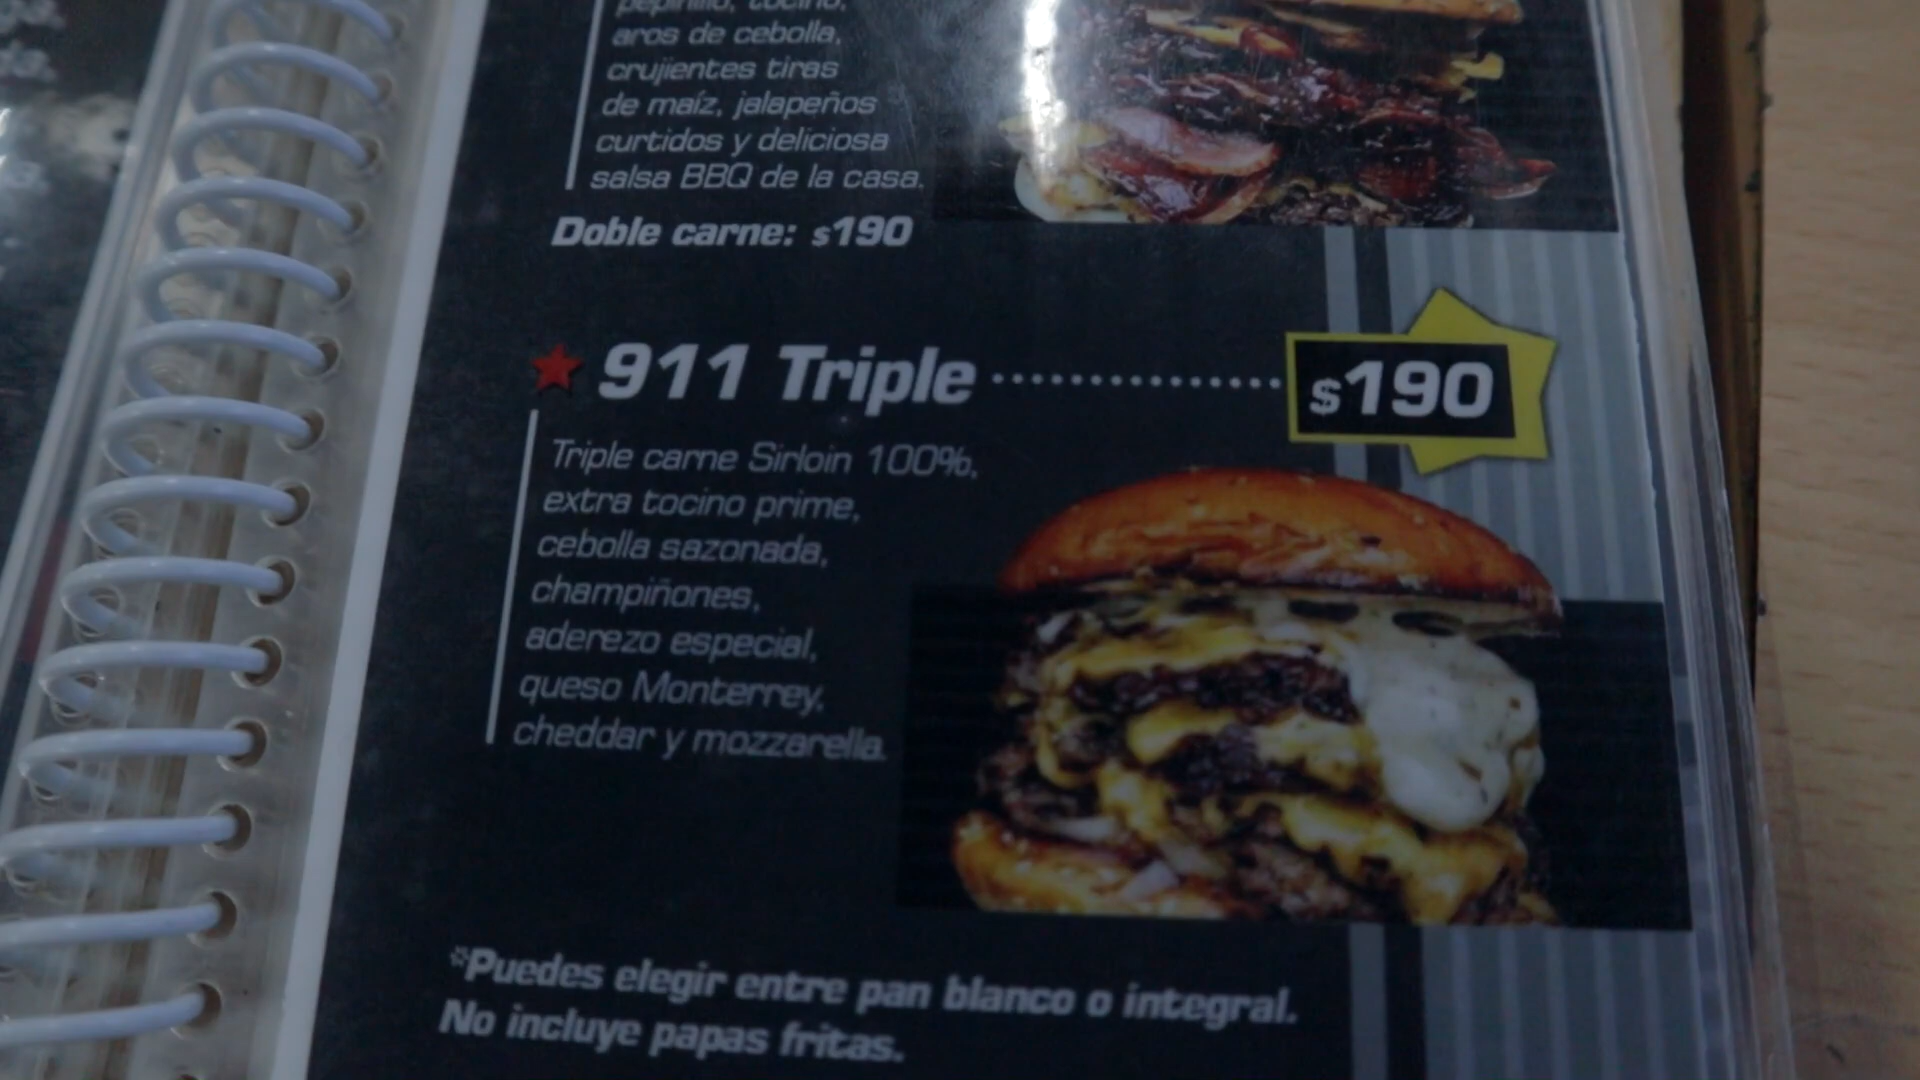 pepinillo, tocino,
aros de cebolla,
crujientes tiras
de maíz, jalapeños
curtidos y deliciosa
salsa BBQ de la casa.
Doble carne: $190
911 Triple $190
Triple carne Sirloin 100%,
extra tocino prime,
cebolla sazonada,
champiñones,
aderezo especial,
queso Monterrey,
cheddar y mozzarella.
*Puedes elegir entre pan blanco o integral.
No incluye papas fritas.